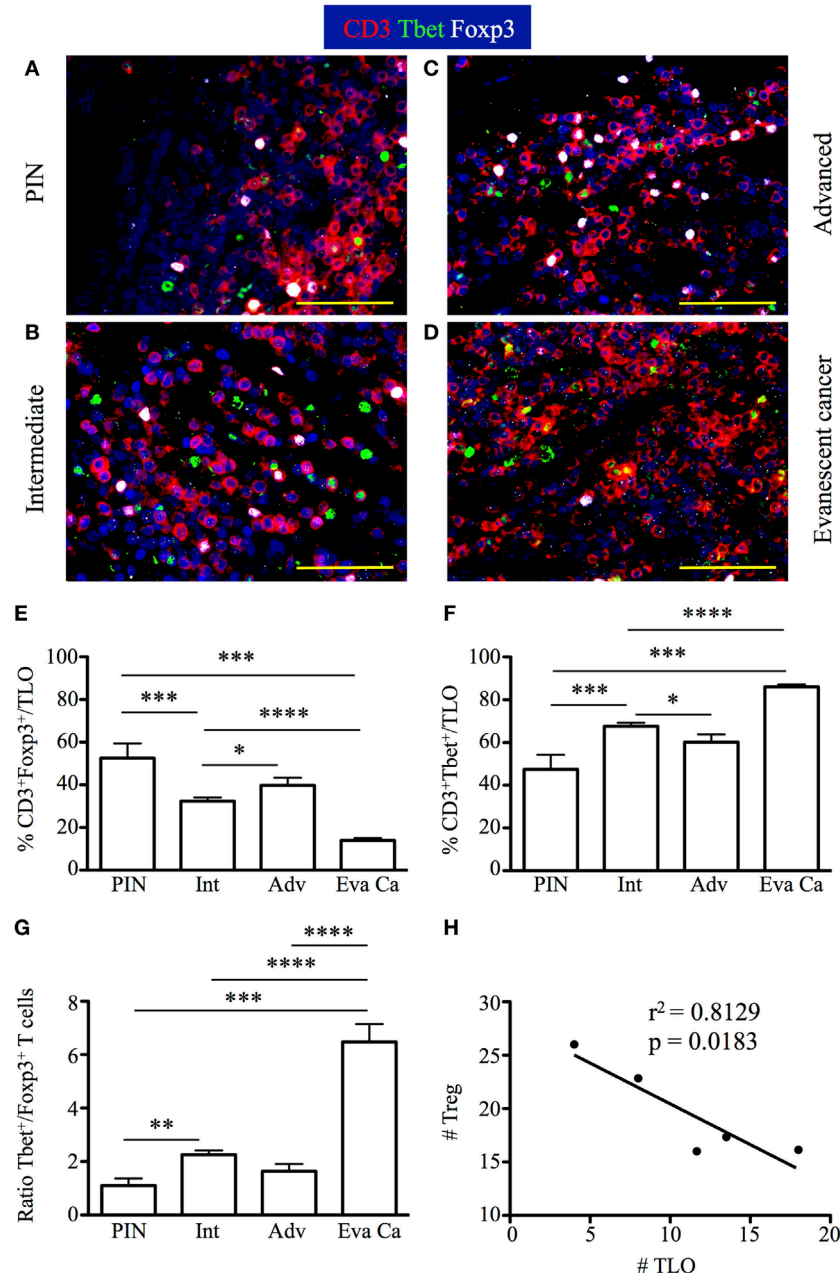 CD3 Tbet Foxp3
A
C
PIN
Advanced
B
D
Intermediate
Evanescent cancer
E
***
***
****
*
% CD3+Foxp3+/TLO
100
80
60
40
20
0
PIN Int Adv Eva Ca
F
****
***
***
*
% CD3+Tbet+/TLO
100
80
60
40
20
0
PIN Int Adv Eva Ca
G
****
****
***
**
Ratio Tbet+/Foxp3+ T cells
8
6
4
2
0
PIN Int Adv Eva Ca
H
r² = 0.8129
p = 0.0183
# Treg
30
25
20
15
10
0 5 10 15 20
# TLO